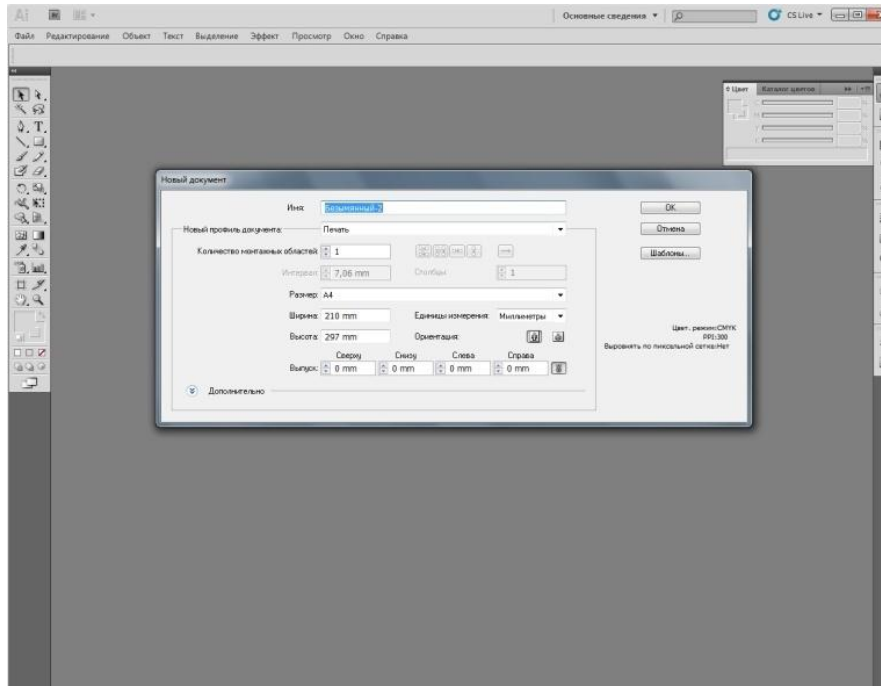 Ai Br
Основные сведения
CS Live
Файл Редактирование Объект Текст Выделение Эффект Просмотр Окно Справка
Цвет Каталог цветов
Новый документ
Имя: Безымянный-2
OK
Новый профиль документа: Печать
Отмена
Количество монтажных областей: 1
Шаблоны...
Интервал: 7,06 mm Столбцы: 1
Размер: A4
Ширина: 210 mm Единицы измерения: Миллиметры
Высота: 297 mm Ориентация:
Цвет. режим:CMYK
PPI:300
Выровнять по пиксельной сетке:Нет
Сверху Снизу Слева Справа
Выпуск: 0 mm 0 mm 0 mm 0 mm
Дополнительно